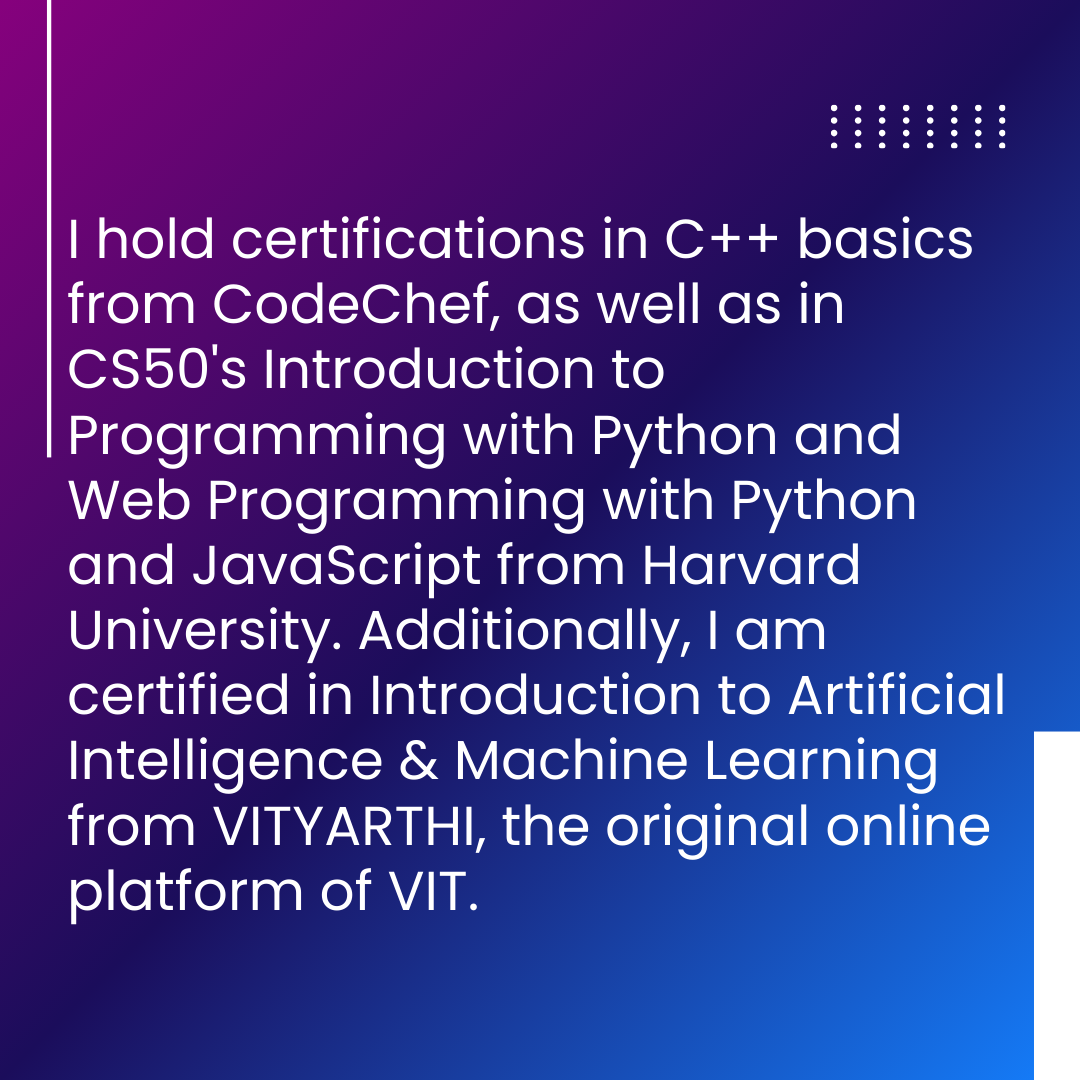 I hold certifications in C++ basics
from CodeChef, as well as in
CS50's Introduction to
Programming with Python and
Web Programming with Python
and JavaScript from Harvard
University. Additionally, I am
certified in Introduction to Artificial
Intelligence & Machine Learning
from VITYARTHI, the original online
platform of VIT.